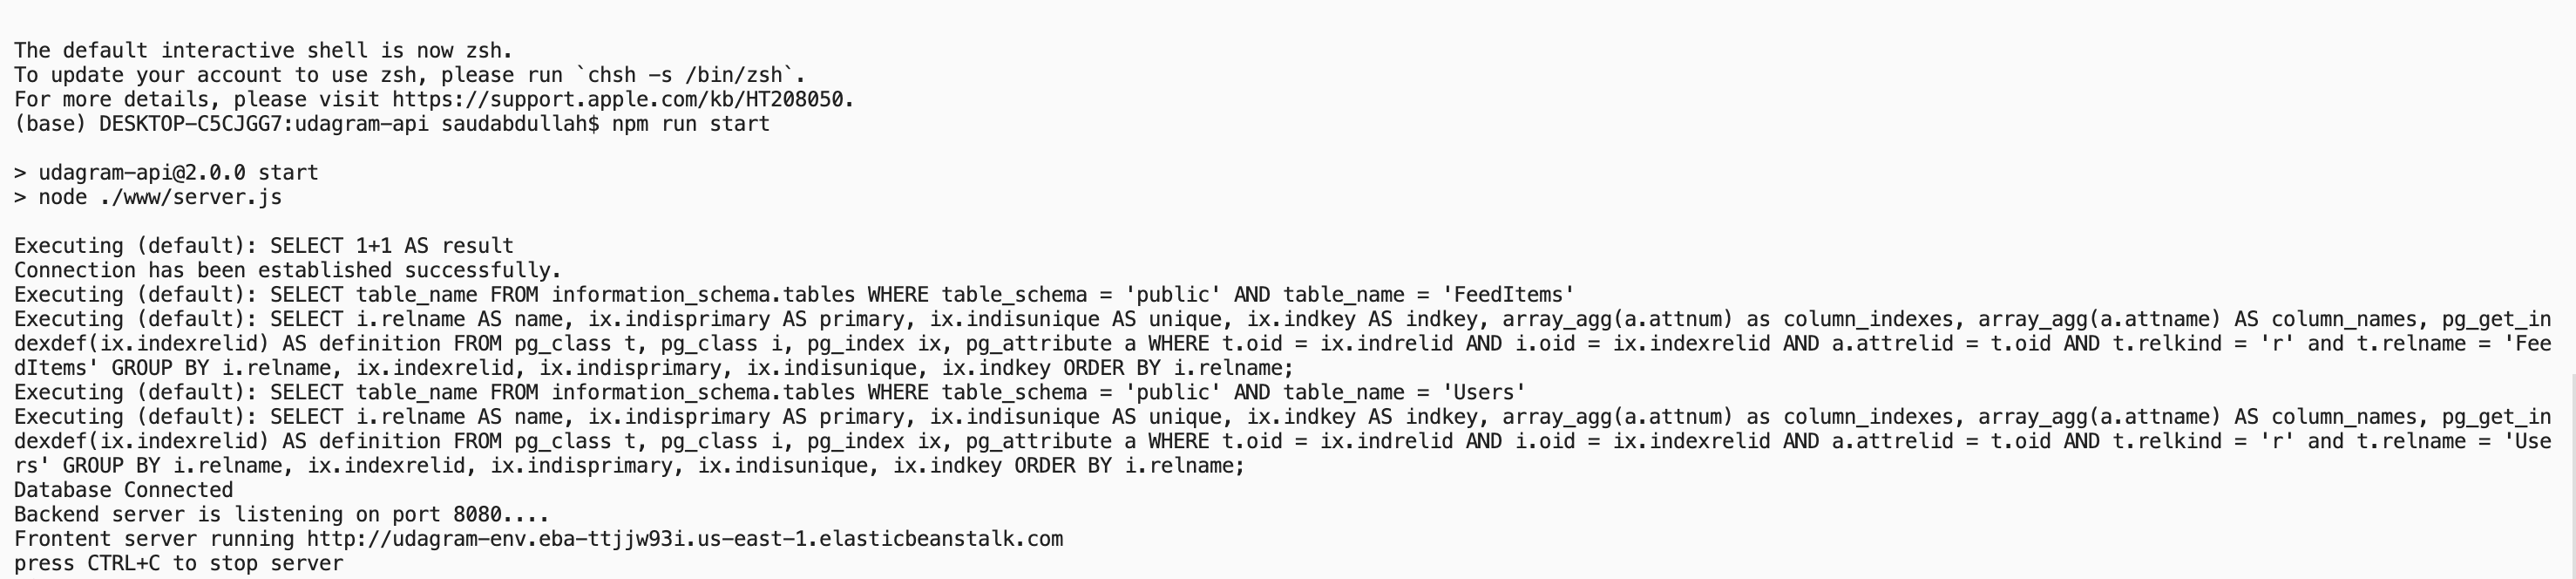 The default interactive shell is now zsh.
To update your account to use zsh, please run `chsh -s /bin/zsh`.
For more details, please visit https://support.apple.com/kb/HT208050.
(base) DESKTOP-C5CJGG7:udagram-api saudabdullah$ npm run start
> udagram-api@2.0.0 start
> node ./www/server.js
Executing (default): SELECT 1+1 AS result
Connection has been established successfully.
Executing (default): SELECT table_name FROM information_schema.tables WHERE table_schema = 'public' AND table_name = 'FeedItems'
Executing (default): SELECT i.relname AS name, ix.indisprimary AS primary, ix.indisunique AS unique, ix.indkey AS indkey, array_agg(a.attnum) as column_indexes, array_agg(a.attname) AS column_names, pg_get_in
dexdef(ix.indexrelid) AS definition FROM pg_class t, pg_class i, pg_index ix, pg_attribute a WHERE t.oid = ix.indrelid AND i.oid = ix.indexrelid AND a.attrelid = t.oid AND t.relkind = 'r' and t.relname = 'Fee
dItems' GROUP BY i.relname, ix.indexrelid, ix.indisprimary, ix.indisunique, ix.indkey ORDER BY i.relname;
Executing (default): SELECT table_name FROM information_schema.tables WHERE table_schema = 'public' AND table_name = 'Users'
Executing (default): SELECT i.relname AS name, ix.indisprimary AS primary, ix.indisunique AS unique, ix.indkey AS indkey, array_agg(a.attnum) as column_indexes, array_agg(a.attname) AS column_names, pg_get_in
dexdef(ix.indexrelid) AS definition FROM pg_class t, pg_class i, pg_index ix, pg_attribute a WHERE t.oid = ix.indrelid AND i.oid = ix.indexrelid AND a.attrelid = t.oid AND t.relkind = 'r' and t.relname = 'Use
rs' GROUP BY i.relname, ix.indexrelid, ix.indisprimary, ix.indisunique, ix.indkey ORDER BY i.relname;
Database Connected
Backend server is listening on port 8080....
Frontent server running http://udagram-env.eba-ttjjw93i.us-east-1.elasticbeanstalk.com
press CTRL+C to stop server